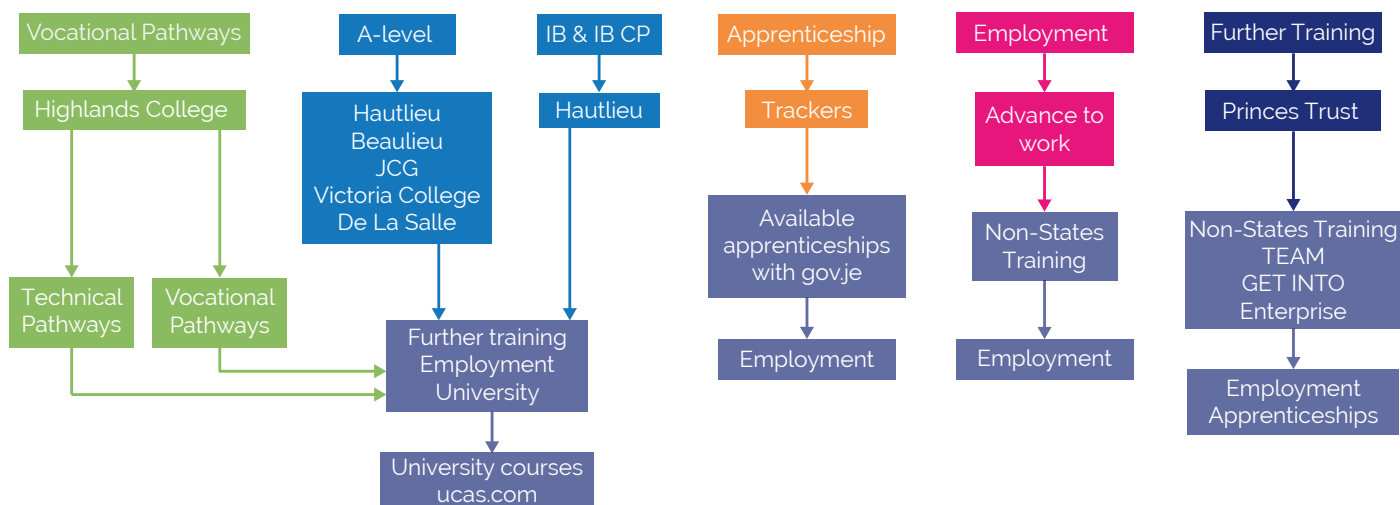 Vocational Pathways
A-level
IB & IB CP
Apprenticeship
Employment
Further Training
Highlands College
Hautlieu
Beaulieu
JCG
Victoria College
De La Salle
Hautlieu
Trackers
Advance to
work
Princes Trust
Technical
Pathways
Vocational
Pathways
Available
apprenticeships
with gov.je
Non-States
Training
Non-States Training
TEAM
GET INTO
Enterprise
Further training
Employment
University
Employment
Employment
Employment
Apprenticeships
University courses
ucas.com